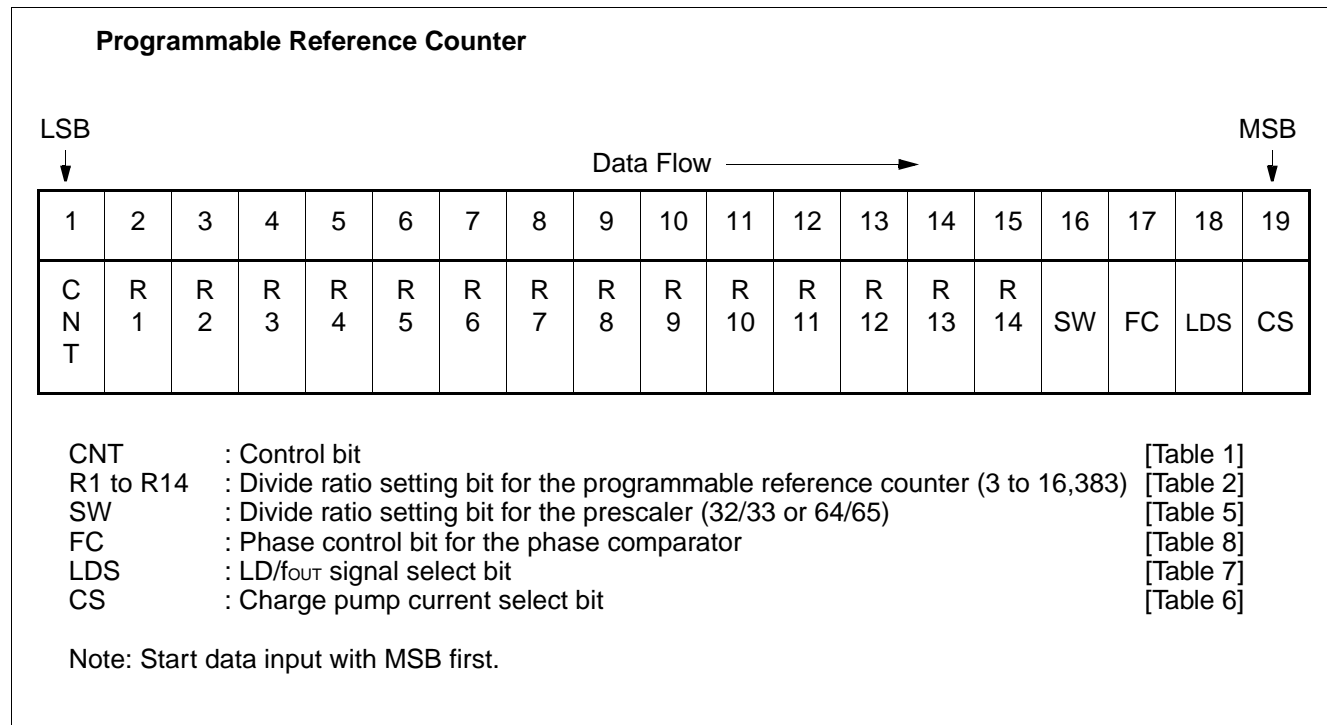 Programmable Reference Counter
LSB MSB
Data Flow
1 2 3 4 5 6 7 8 9 10 11 12 13 14 15 16 17 18 19
CNT R1 R2 R3 R4 R5 R6 R7 R8 R9 R10 R11 R12 R13 R14 SW FC LDS CS
CNT : Control bit [Table 1]
R1 to R14 : Divide ratio setting bit for the programmable reference counter (3 to 16,383) [Table 2]
SW : Divide ratio setting bit for the prescaler (32/33 or 64/65) [Table 5]
FC : Phase control bit for the phase comparator [Table 8]
LDS : LD/fOUT signal select bit [Table 7]
CS : Charge pump current select bit [Table 6]
Note: Start data input with MSB first.